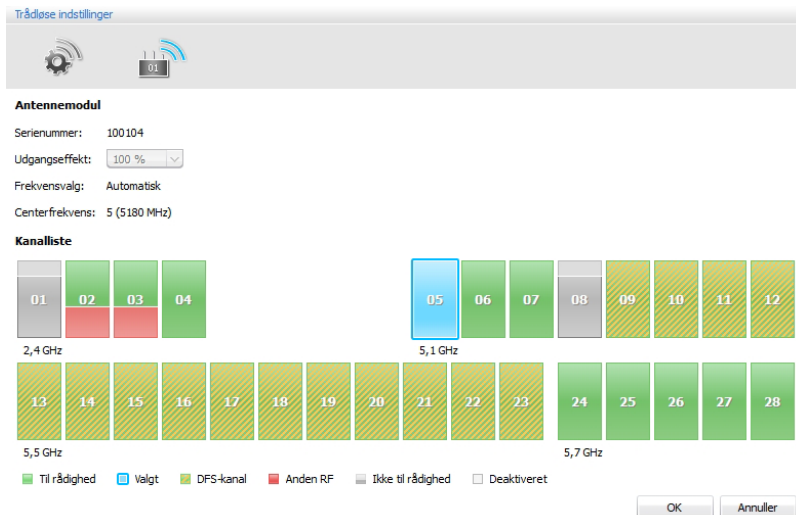 Trådløse indstillinger
01
Antennemodul
Serienummer: 100104
Udgangseffekt: 100 %
Frekvensvalg: Automatisk
Centerfrekvens: 5 (5180 MHz)
Kanalliste
01 02 03 04 05 06 07 08 09 10 11 12
2,4 GHz 5,1 GHz
13 14 15 16 17 18 19 20 21 22 23 24 25 26 27 28
5,5 GHz 5,7 GHz
Til rådighed Valgt DFS-kanal Anden RF Ikke til rådighed Deaktiveret
OK Annuller